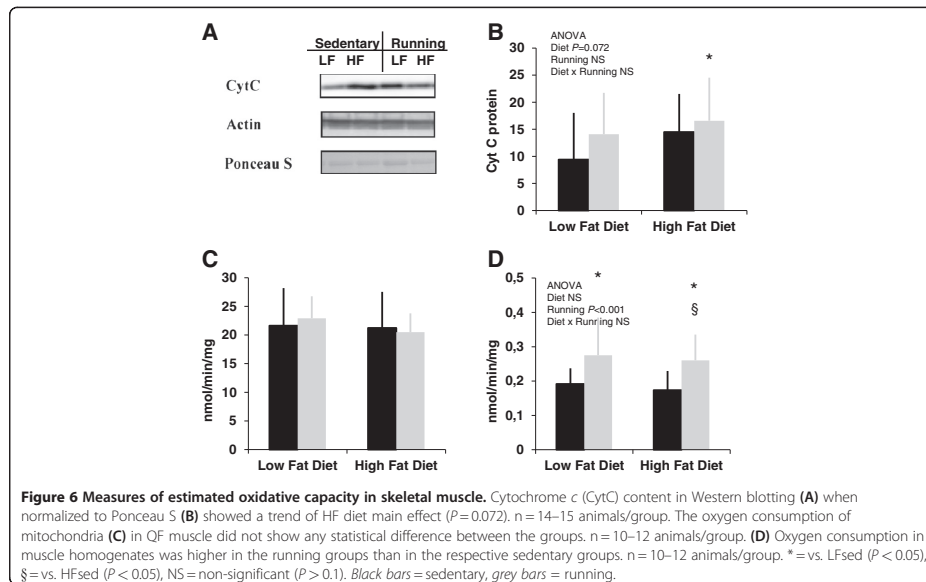 A
Sedentary Running
LF HF LF HF
CytC
Actin
Ponceau S
B
ANOVA
Diet P=0.072
Running NS
Diet x Running NS
*
30
25
20
15
10
5
0
Cyt C protein
Low Fat Diet High Fat Diet
C
30
25
20
15
10
5
0
nmol/min/mg
Low Fat Diet High Fat Diet
D
ANOVA
Diet NS
Running P<0.001
Diet x Running NS
*
*
§
0,5
0,4
0,3
0,2
0,1
0
nmol/min/mg
Low Fat Diet High Fat Diet
Figure 6 Measures of estimated oxidative capacity in skeletal muscle. Cytochrome c (CytC) content in Western blotting (A) when
normalized to Ponceau S (B) showed a trend of HF diet main effect (P = 0.072). n = 14–15 animals/group. The oxygen consumption of
mitochondria (C) in QF muscle did not show any statistical difference between the groups. n = 10–12 animals/group. (D) Oxygen consumption in
muscle homogenates was higher in the running groups than in the respective sedentary groups. n = 10–12 animals/group. * = vs. LFsed (P < 0.05),
§ = vs. HFsed (P < 0.05), NS = non-significant (P > 0.1). Black bars = sedentary, grey bars = running.